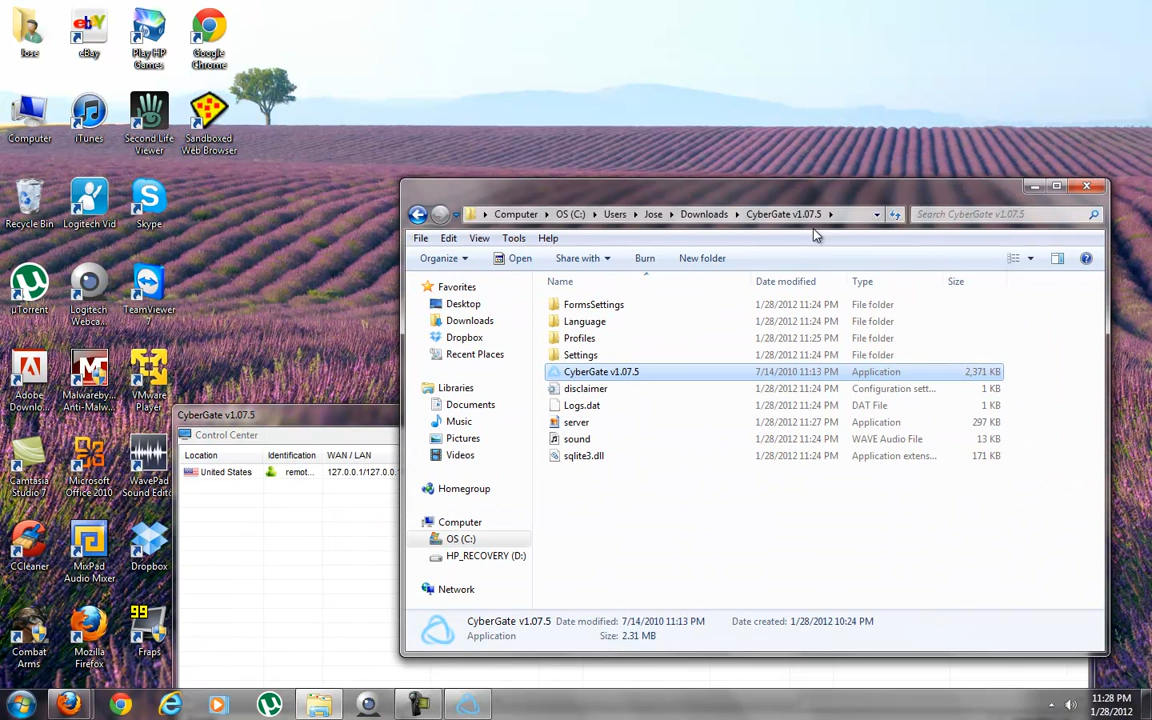 Jose
eBay
Play HP Games
Google Chrome
Computer
iTunes
Second Life Viewer
Sandboxed Web Browser
Recycle Bin
Logitech Vid
Skype
µTorrent
Logitech Webca...
TeamViewer 7
Adobe Downlo...
Malwareby... Anti-Malw...
VMware Player
Camtasia Studio 7
Microsoft Office 2010
WavePad Sound Editor
CCleaner
MixPad Audio Mixer
Dropbox
Combat Arms
Mozilla Firefox
99
Fraps
CyberGate v1.07.5
Control Center
Location Identification WAN / LAN
United States remot... 127.0.0.1/127.0.0.
Computer OS (C:) Users Jose Downloads CyberGate v1.07.5 Search CyberGate v1.07.5
File Edit View Tools Help
Organize Open Share with Burn New folder
Favorites
Desktop
Downloads
Dropbox
Recent Places
Libraries
Documents
Music
Pictures
Videos
Homegroup
Computer
OS (C:)
HP_RECOVERY (D:)
Network
Name Date modified Type Size
FormsSettings 1/28/2012 11:24 PM File folder
Language 1/28/2012 11:24 PM File folder
Profiles 1/28/2012 11:25 PM File folder
Settings 1/28/2012 11:24 PM File folder
CyberGate v1.07.5 7/14/2010 11:13 PM Application 2,371 KB
disclaimer 1/28/2012 11:24 PM Configuration sett... 1 KB
Logs.dat 1/28/2012 11:24 PM DAT File 1 KB
server 1/28/2012 11:27 PM Application 297 KB
sound 1/28/2012 11:24 PM WAVE Audio File 13 KB
sqlite3.dll 1/28/2012 11:24 PM Application extens... 171 KB
CyberGate v1.07.5 Date modified: 7/14/2010 11:13 PM Date created: 1/28/2012 10:24 PM
Application Size: 2.31 MB
11:28 PM
1/28/2012